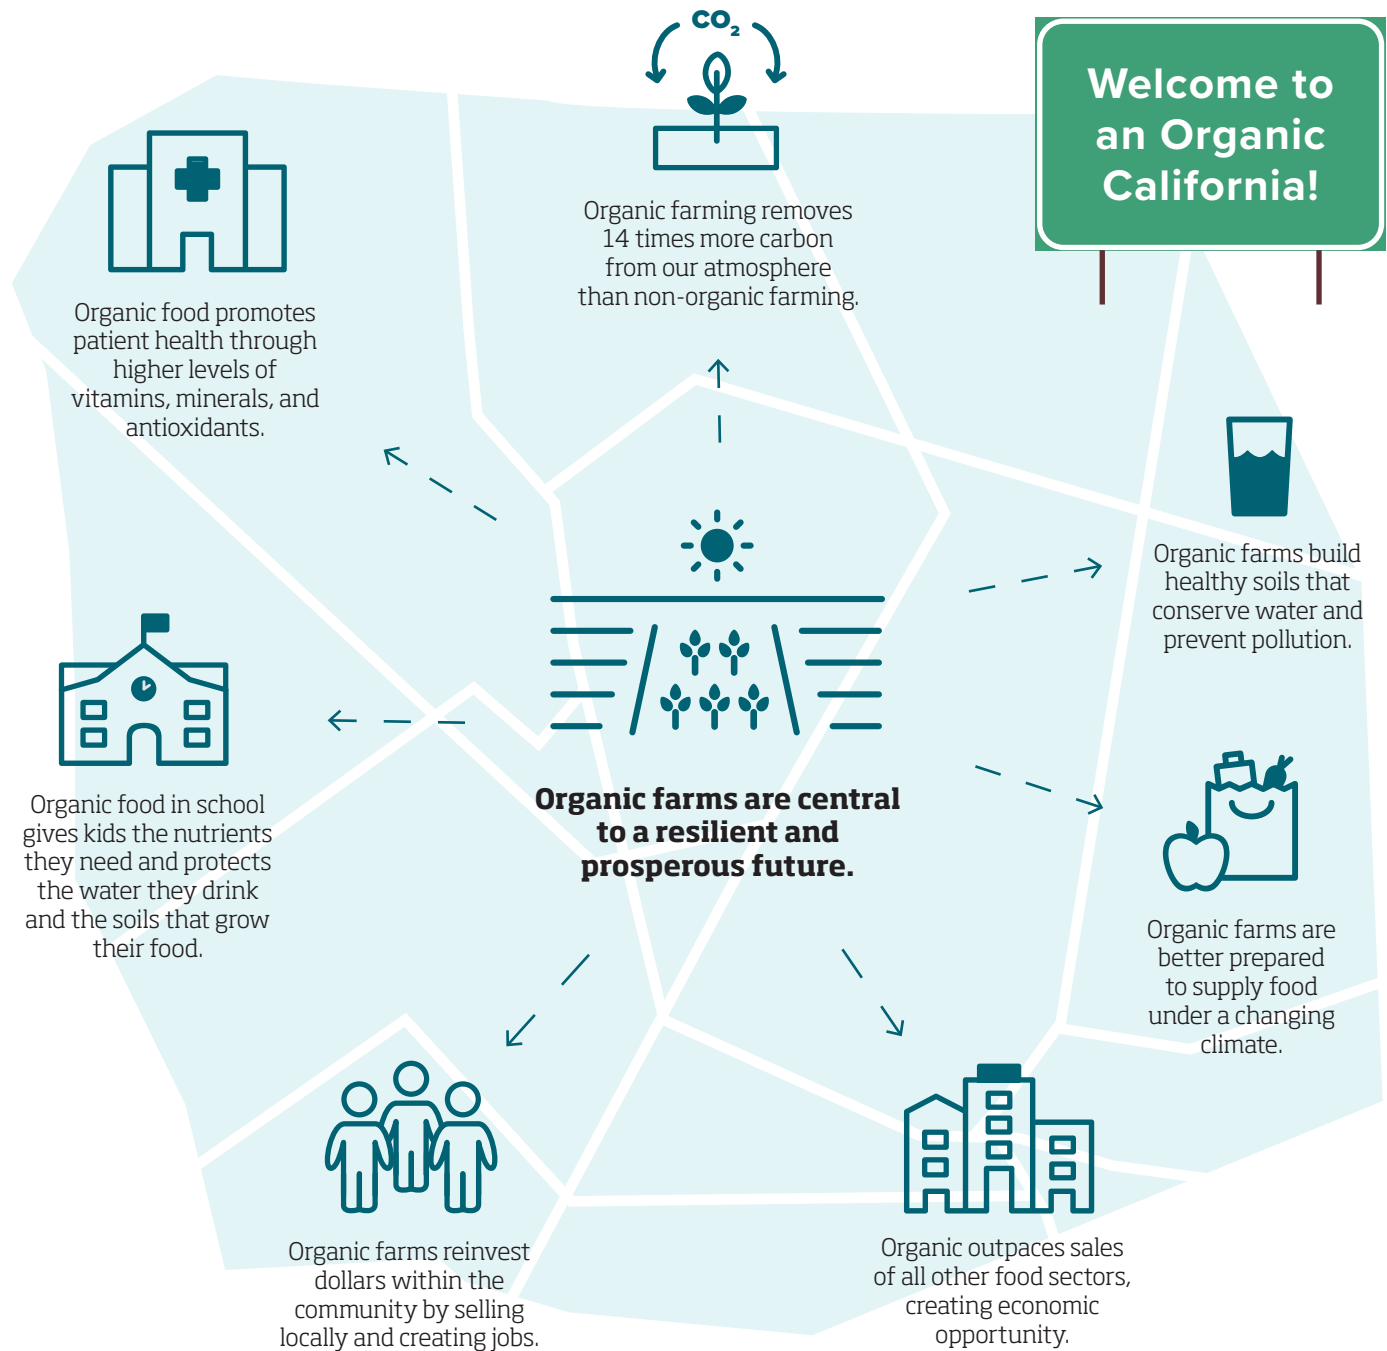 CO2
Welcome to
an Organic
California!
Organic farming removes
14 times more carbon
from our atmosphere
than non-organic farming.
Organic food promotes
patient health through
higher levels of
vitamins, minerals, and
antioxidants.
Organic farms build
healthy soils that
conserve water and
prevent pollution.
Organic farms are central
to a resilient and
prosperous future.
Organic food in school
gives kids the nutrients
they need and protects
the water they drink
and the soils that grow
their food.
Organic farms are
better prepared
to supply food
under a changing
climate.
Organic farms reinvest
dollars within the
community by selling
locally and creating jobs.
Organic outpaces sales
of all other food sectors,
creating economic
opportunity.